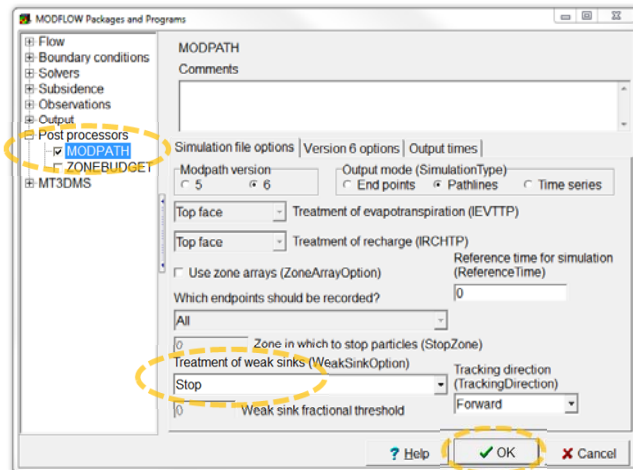 MODFLOW Packages and Programs
Flow
Boundary conditions
Solvers
Subsidence
Observations
Output
Post processors
MODPATH
ZONEBUDGET
MT3DMS
MODPATH
Comments
Simulation file options
Version 6 options
Output times
Modpath version
5
6
Output mode (SimulationType)
End points
Pathlines
Time series
Top face
Treatment of evapotranspiration (IEVTTP)
Top face
Treatment of recharge (IRCHTP)
Use zone arrays (ZoneArrayOption)
Reference time for simulation
(ReferenceTime)
0
Which endpoints should be recorded?
All
0
Zone in which to stop particles (StopZone)
Treatment of weak sinks (WeakSinkOption)
Stop
Tracking direction
(TrackingDirection)
Forward
0
Weak sink fractional threshold
? Help
OK
Cancel